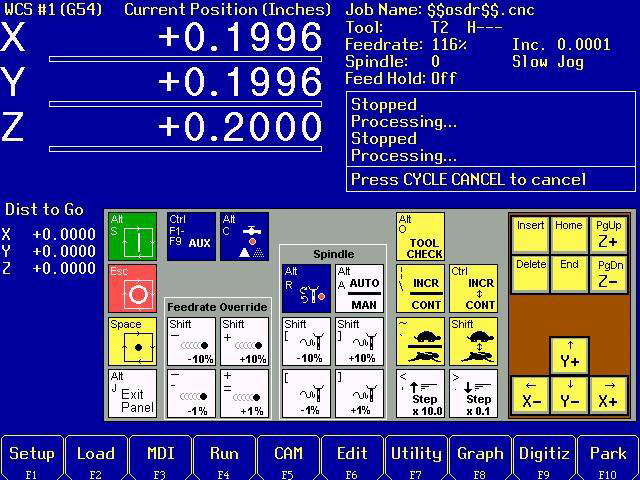 WCS #1 (G54) Current Position (Inches)
X +0.1996
Y +0.1996
Z +0.2000
Job Name: $$osdr$$.cnc
Tool: T2 H---
Feedrate: 116% Inc. 0.0001
Spindle: 0 Slow Jog
Feed Hold: Off
Stopped
Processing...
Stopped
Processing...
Press CYCLE CANCEL to cancel
Dist to Go
X +0.0000
Y +0.0000
Z +0.0000
Alt
S
Ctrl
F1-
F9 AUX
Alt
C
Alt
O
TOOL
CHECK
Insert Home PgUp
Z+
Delete End PgDn
Z-
Esc
Spindle
Alt
R
Alt
A AUTO
MAN
|
\ INCR
CONT
Ctrl
INCR
↕
CONT
Feedrate Override
Space
Shift
-
-10%
Shift
+
+10%
Shift
[
-10%
Shift
]
+10%
~
`
Shift
↑
Y+
Alt
J Exit
Panel
_
-
-1%
+
=
+1%
[
-1%
]
+1%
<
,
Step
x 10.0
>
.
Step
x 0.1
←
X-
↓
Y-
→
X+
Setup Load MDI Run CAM Edit Utility Graph Digitiz Park
F1 F2 F3 F4 F5 F6 F7 F8 F9 F10